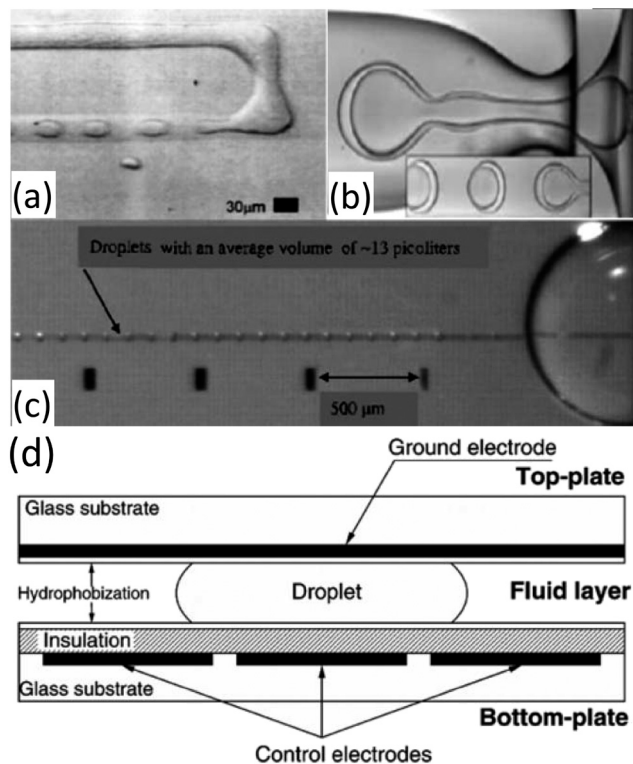 (a)
30μm
(b)
Droplets with an average volume of ~13 picoliters
(c)
500 μm
(d)
Ground electrode
Top-plate
Glass substrate
Hydrophobization
Droplet
Fluid layer
Insulation
Glass substrate
Bottom-plate
Control electrodes